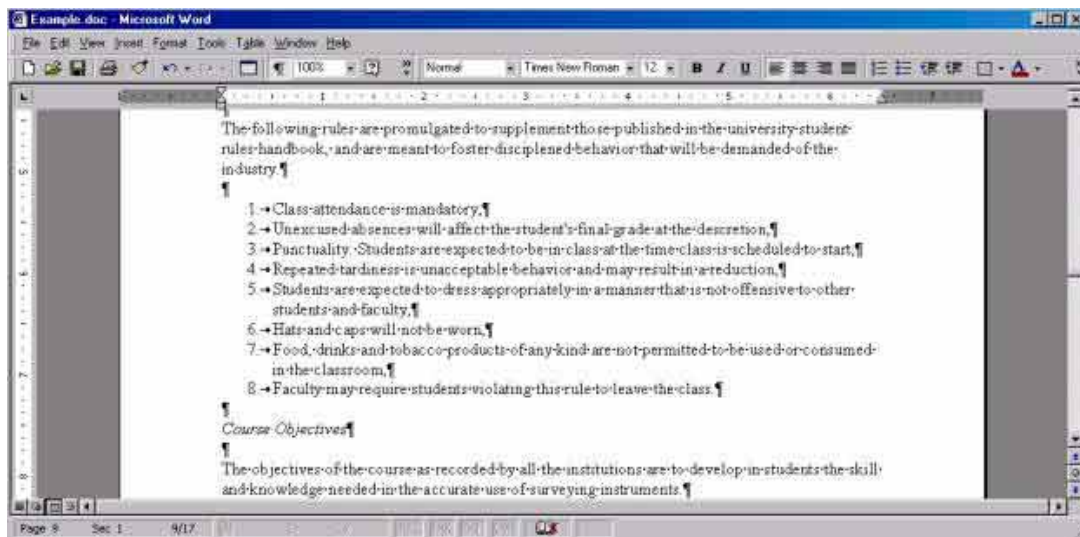 Example.doc - Microsoft Word
File Edit View Insert Format Tools Table Window Help
100% Normal Times New Roman 12 B I U A
1 2 3 4 5 6 7
The following rules are promulgated to supplement those published in the university student
rules handbook, and are meant to foster disciplened behavior that will be demanded of the
industry.¶
¶
1.→Class attendance is mandatory,¶
2.→Unexcused absences will affect the student's final grade at the descretion,¶
3.→Punctuality. Students are expected to be in class at the time class is scheduled to start,¶
4.→Repeated tardiness is unacceptable behavior and may result in a reduction,¶
5.→Students are expected to dress appropriately in a manner that is not offensive to other
students and faculty,¶
6.→Hats and caps will not be worn,¶
7.→Food, drinks and tobacco products of any kind are not permitted to be used or consumed
in the classroom,¶
8.→Faculty may require students violating this rule to leave the class.¶
¶
Course Objectives¶
¶
The objectives of the course as recorded by all the institutions are to develop in students the skill
and knowledge needed in the accurate use of surveying instruments.¶
Page 9 Sec 1 9/17